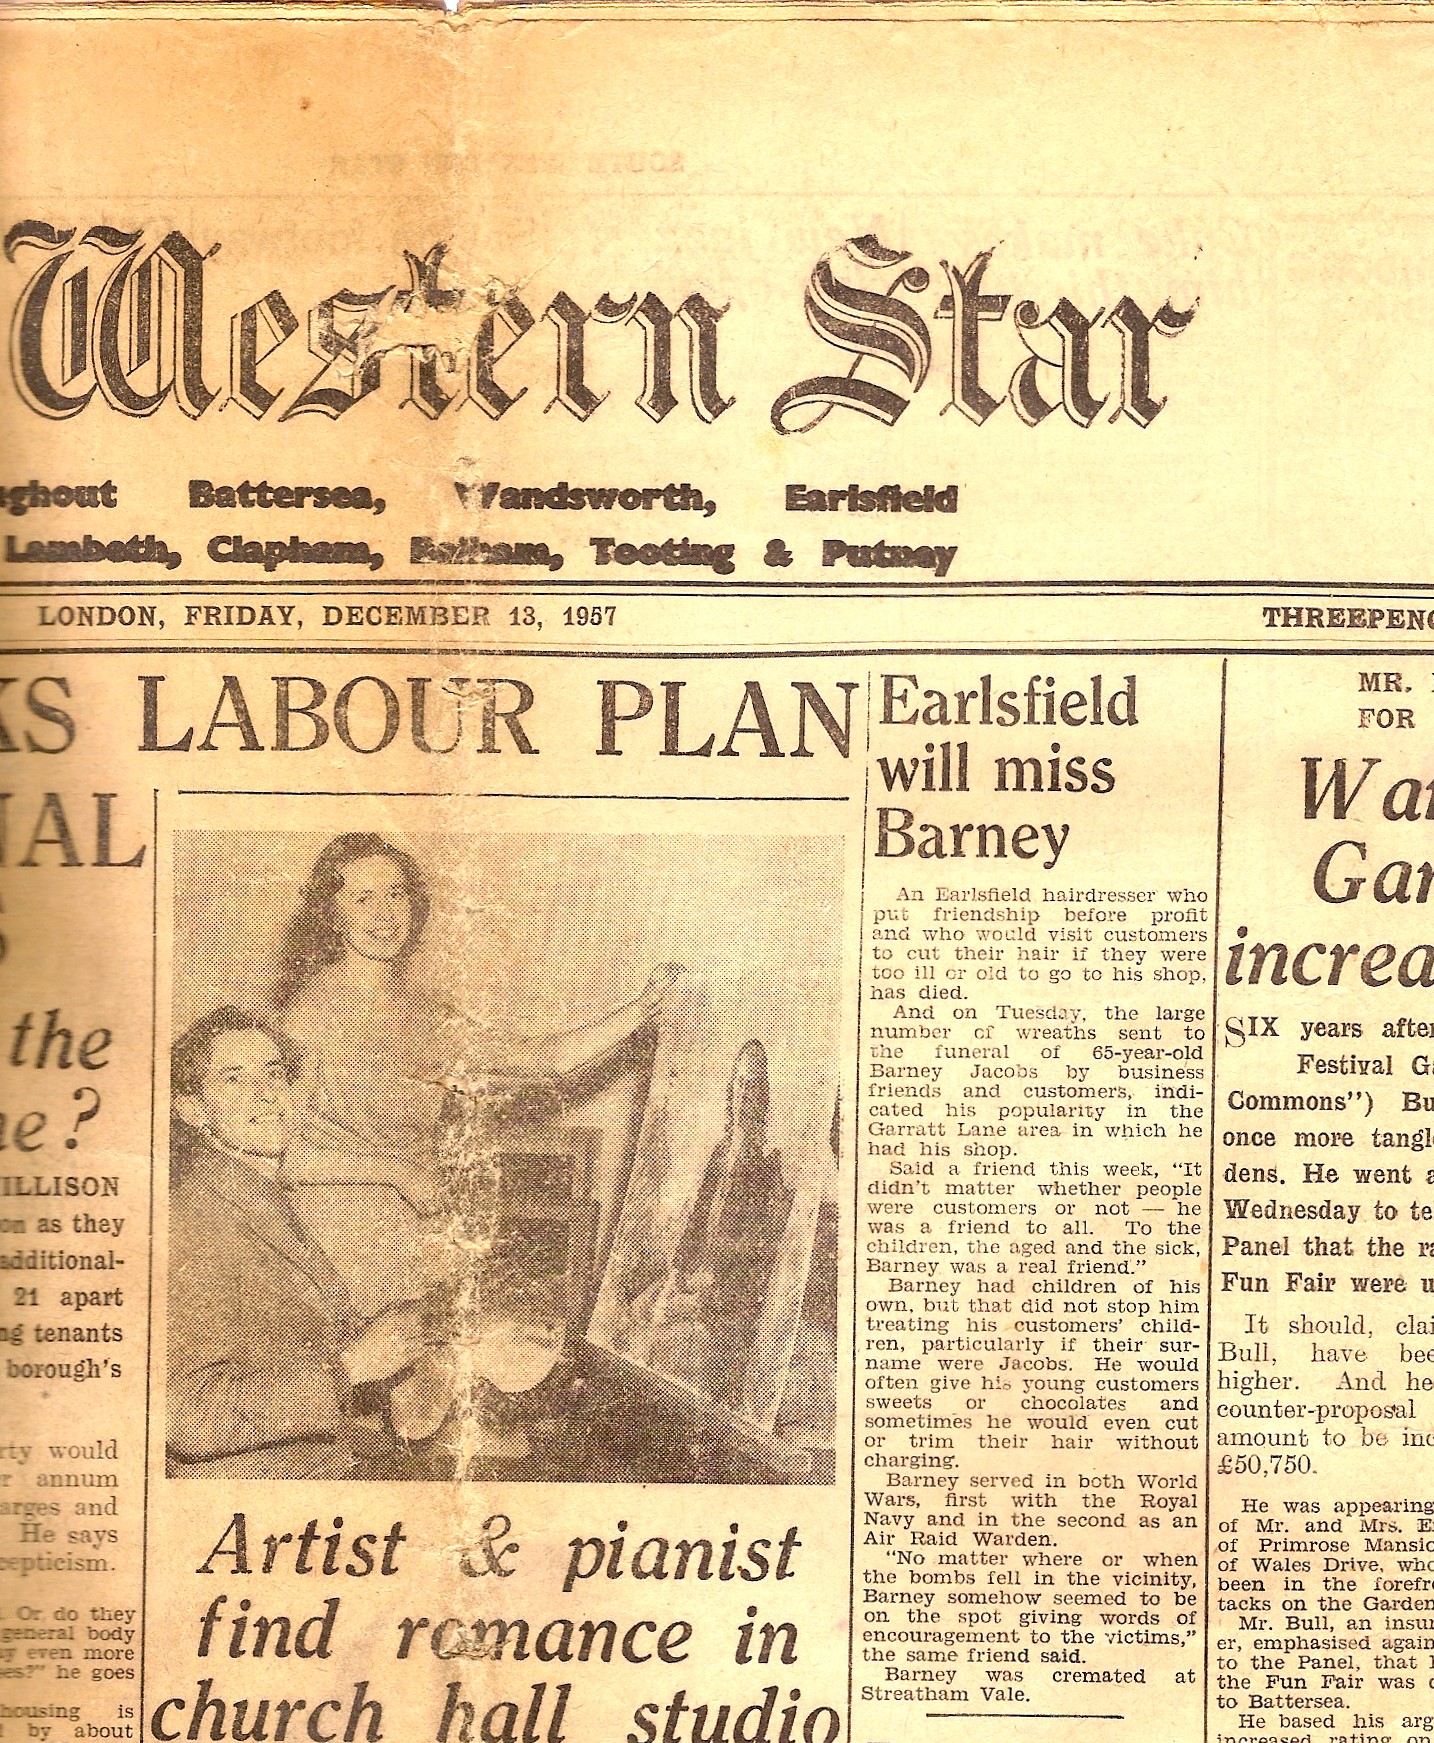 Western Star
Battersea, Wandsworth, Earlsfield
Lambeth, Clapham, Balham, Tooting & Putney
LONDON, FRIDAY, DECEMBER 13, 1957
THREEPENC
KS LABOUR PLAN
NAL
the
ne?
ILLISON
on as they
additional-
21 apart
ng tenants
borough's
rty would
r annum
arges and
He says
cepticism.
. Or do they
general body
y even more
es?" he goes
housing is
by about
Artist & pianist
find romance in
church hall studio
Earlsfield
will miss
Barney
An Earlsfield hairdresser who
put friendship before profit
and who would visit customers
to cut their hair if they were
too ill or old to go to his shop,
has died.
And on Tuesday, the large
number of wreaths sent to
the funeral of 65-year-old
Barney Jacobs by business
friends and customers, indi-
cated his popularity in the
Garratt Lane area in which he
had his shop.
Said a friend this week, "It
didn't matter whether people
were customers or not — he
was a friend to all. To the
children, the aged and the sick,
Barney was a real friend."
Barney had children of his
own, but that did not stop him
treating his customers' child-
ren, particularly if their sur-
name were Jacobs. He would
often give his young customers
sweets or chocolates and
sometimes he would even cut
or trim their hair without
charging.
Barney served in both World
Wars, first with the Royal
Navy and in the second as an
Air Raid Warden.
"No matter where or when
the bombs fell in the vicinity,
Barney somehow seemed to be
on the spot giving words of
encouragement to the victims,"
the same friend said.
Barney was cremated at
Streatham Vale.
MR.
FOR
Wa
Gar
increa
SIX years after
Festival Ga
Commons") Bu
once more tangl
dens. He went a
Wednesday to te
Panel that the ra
Fun Fair were u
It should, clai
Bull, have bee
higher. And he
counter-proposal
amount to be inc
£50,750.
He was appearing
of Mr. and Mrs. E
of Primrose Mansio
of Wales Drive, who
been in the forefr
tacks on the Garden
Mr. Bull, an insu
er, emphasised again
to the Panel, that
the Fun Fair was
to Battersea.
He based his arg
increased rating on